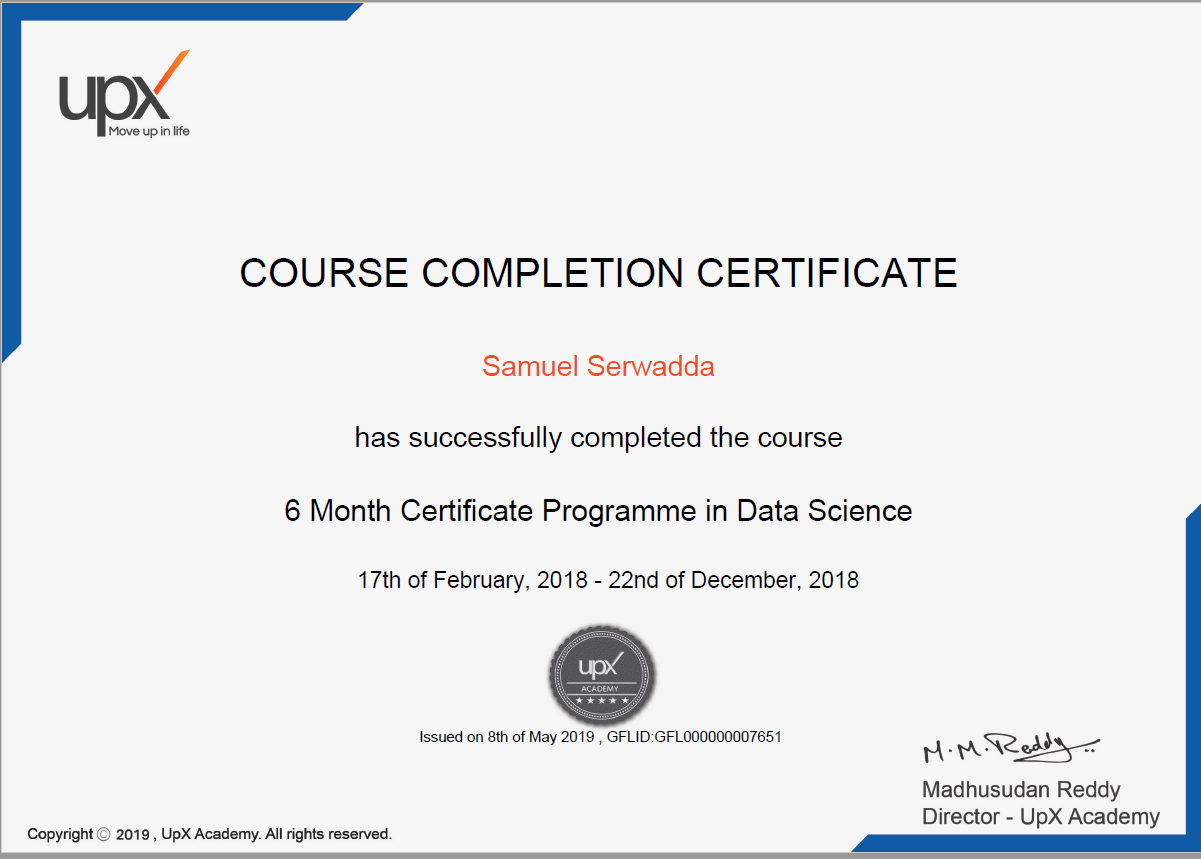 upx
Move up in life
COURSE COMPLETION CERTIFICATE
Samuel Serwadda
has successfully completed the course
6 Month Certificate Programme in Data Science
17th of February, 2018 - 22nd of December, 2018
upx
ACADEMY
Issued on 8th of May 2019 , GFLID:GFL000000007651
M.M.Reddy
Madhusudan Reddy
Director - UpX Academy
Copyright © 2019 , UpX Academy. All rights reserved.